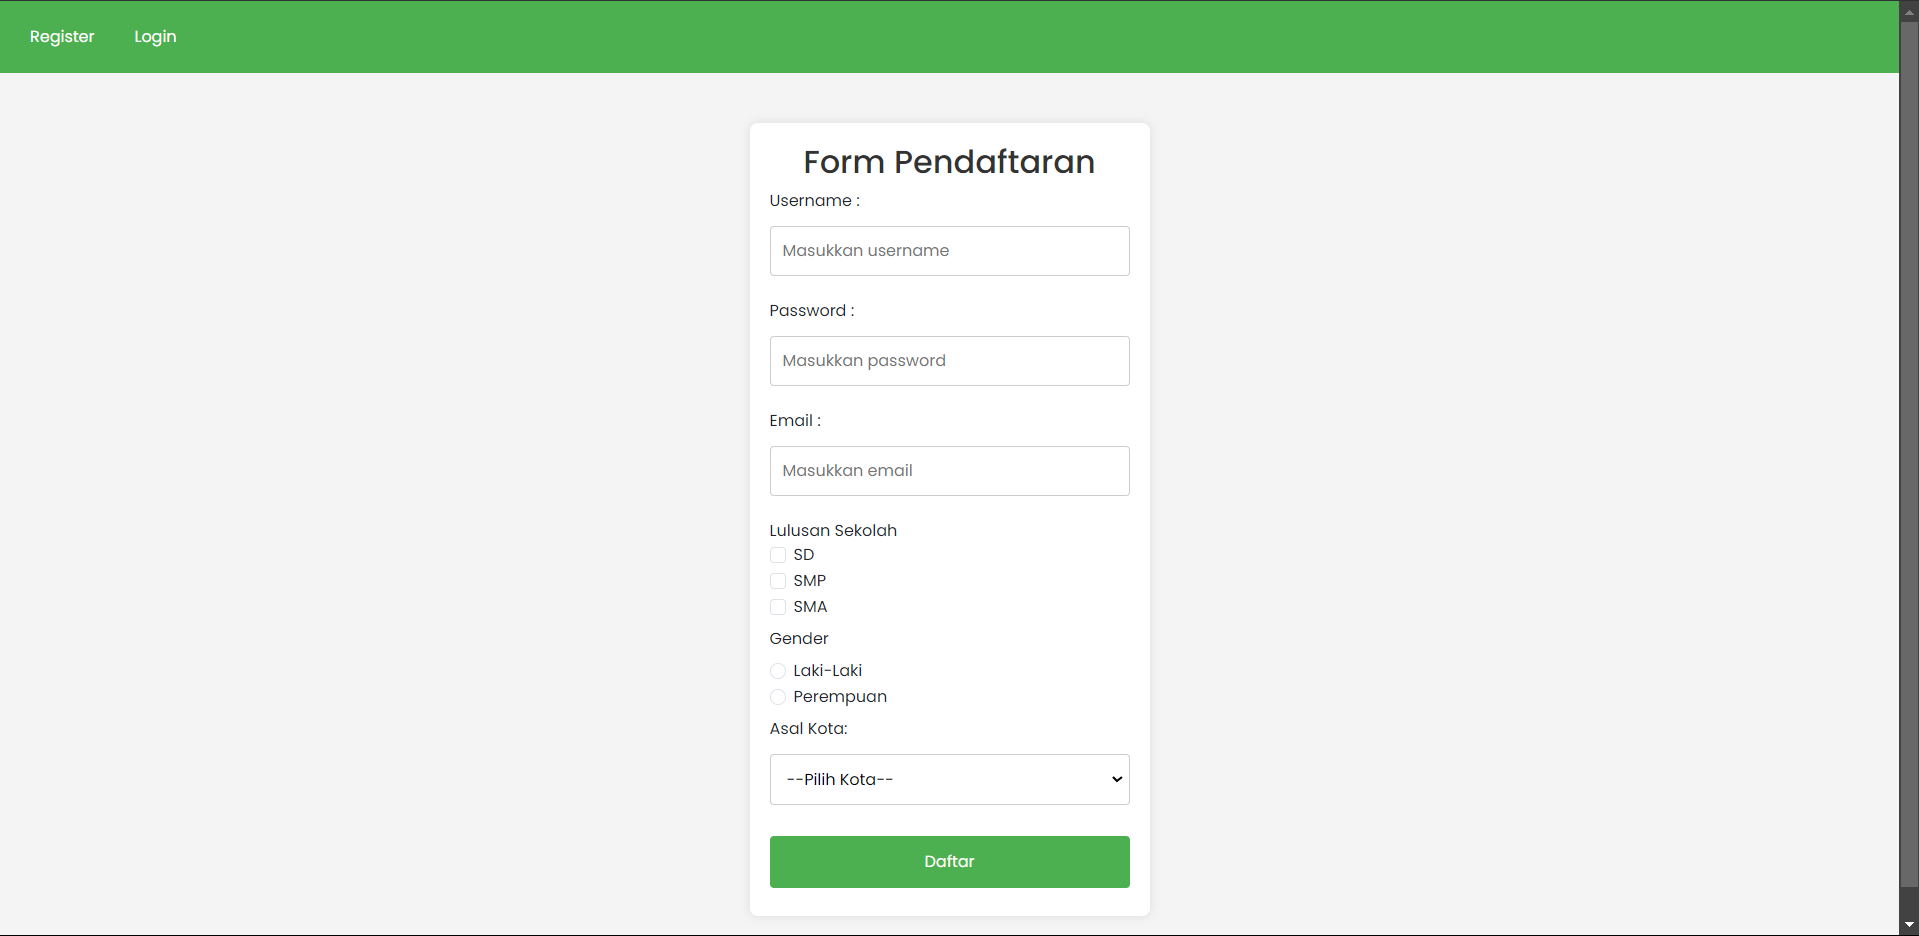 Register Login
Form Pendaftaran
Username :
Masukkan username
Password :
Masukkan password
Email :
Masukkan email
Lulusan Sekolah
SD
SMP
SMA
Gender
Laki-Laki
Perempuan
Asal Kota:
--Pilih Kota--
Daftar